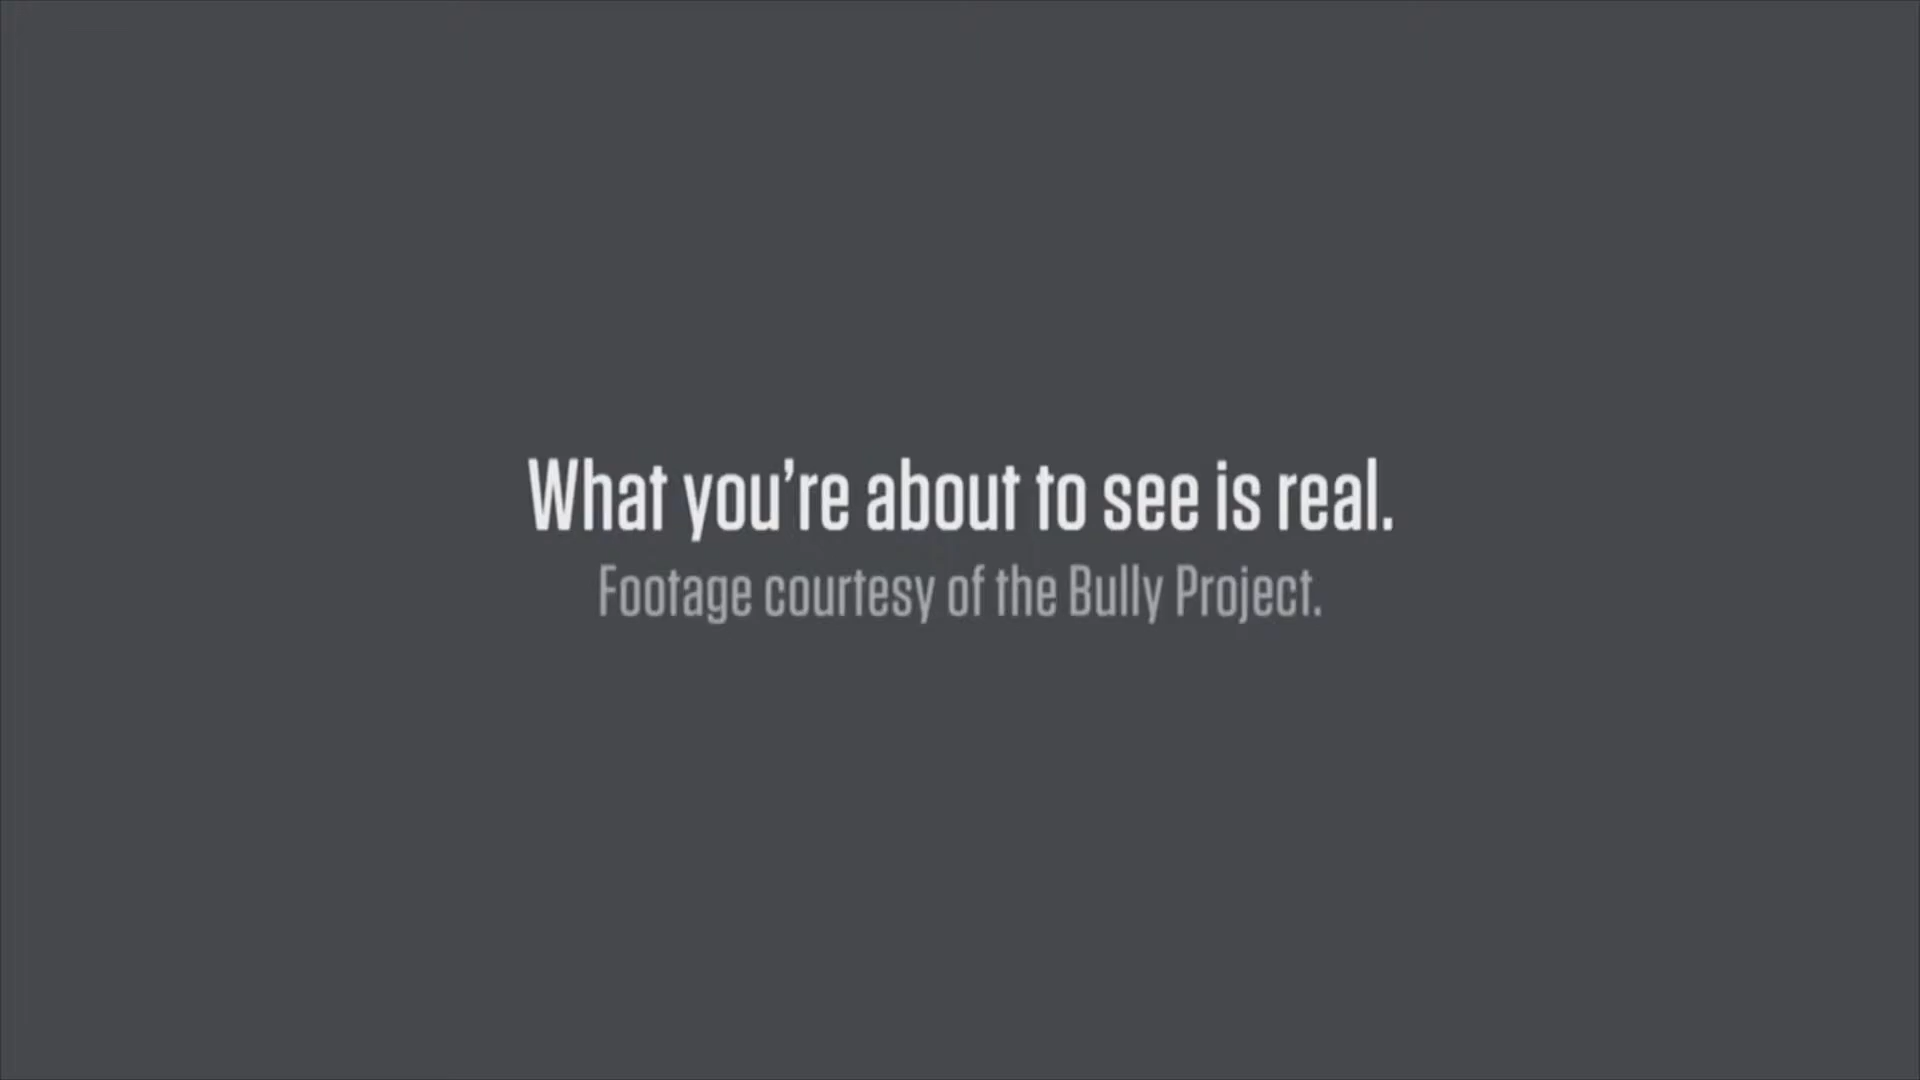 What you’re about to see is real.
Footage courtesy of the Bully Project.